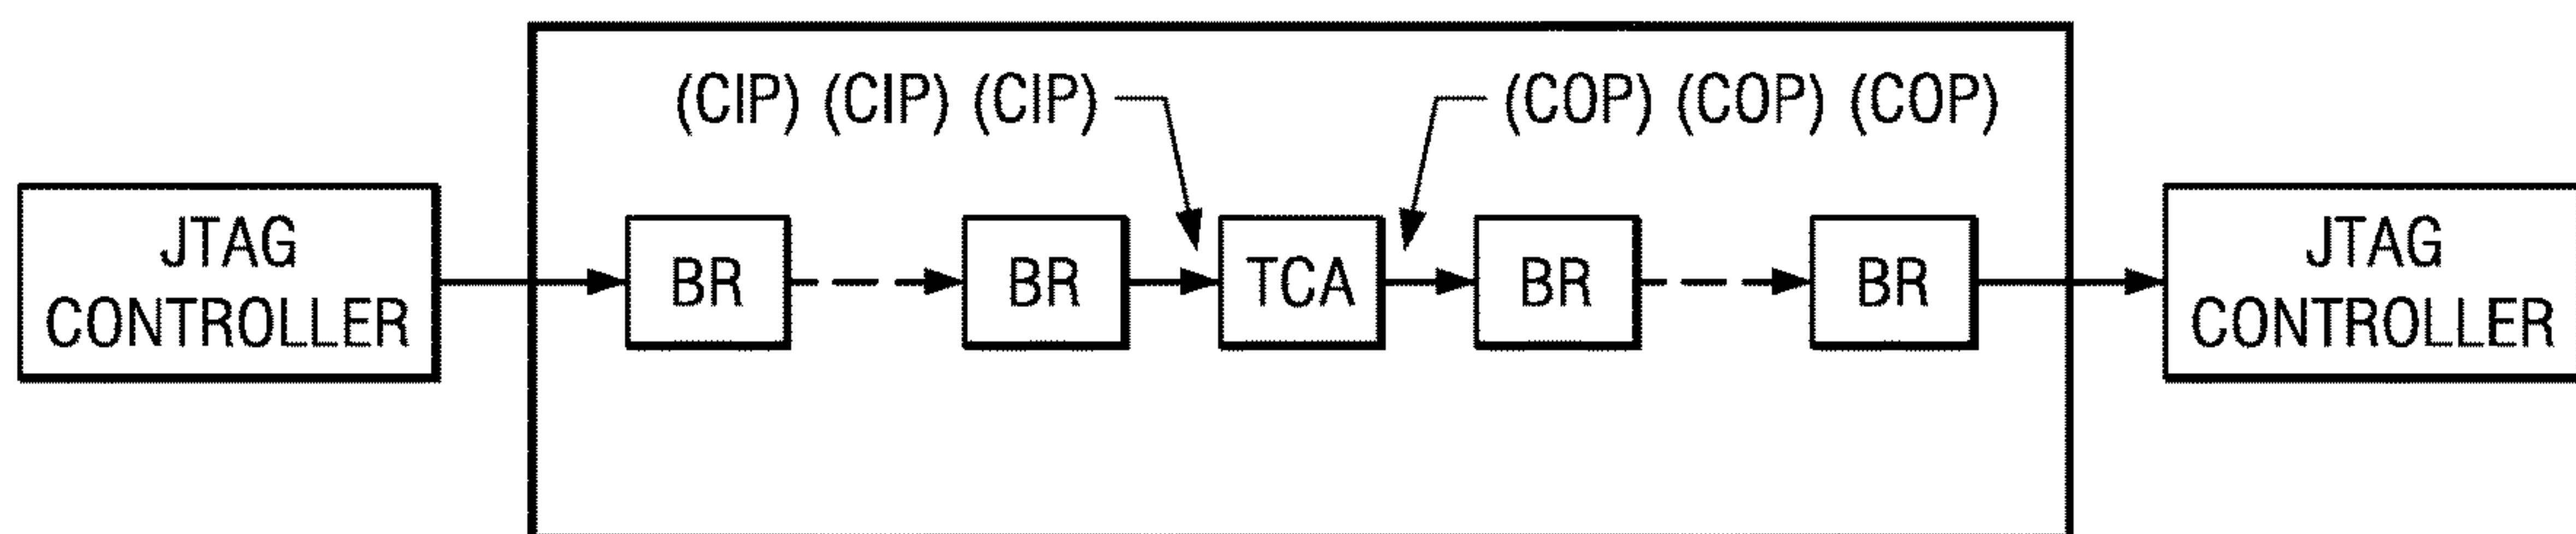 (CIP) (CIP) (CIP)
(COP) (COP) (COP)
JTAG
CONTROLLER
BR
BR
TCA
BR
BR
JTAG
CONTROLLER